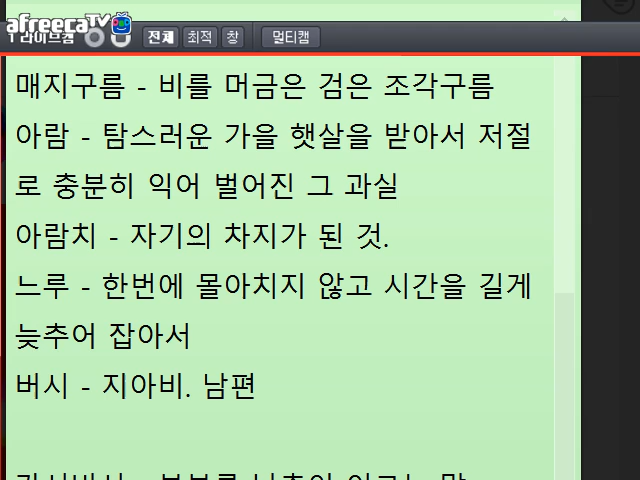 afreecaTV
1 라이브캠
전체 최적 창 멀티캠
매지구름 - 비를 머금은 검은 조각구름
아람 - 탐스러운 가을 햇살을 받아서 저절
로 충분히 익어 벌어진 그 과실
아람치 - 자기의 차지가 된 것.
느루 - 한번에 몰아치지 않고 시간을 길게
늦추어 잡아서
버시 - 지아비. 남편